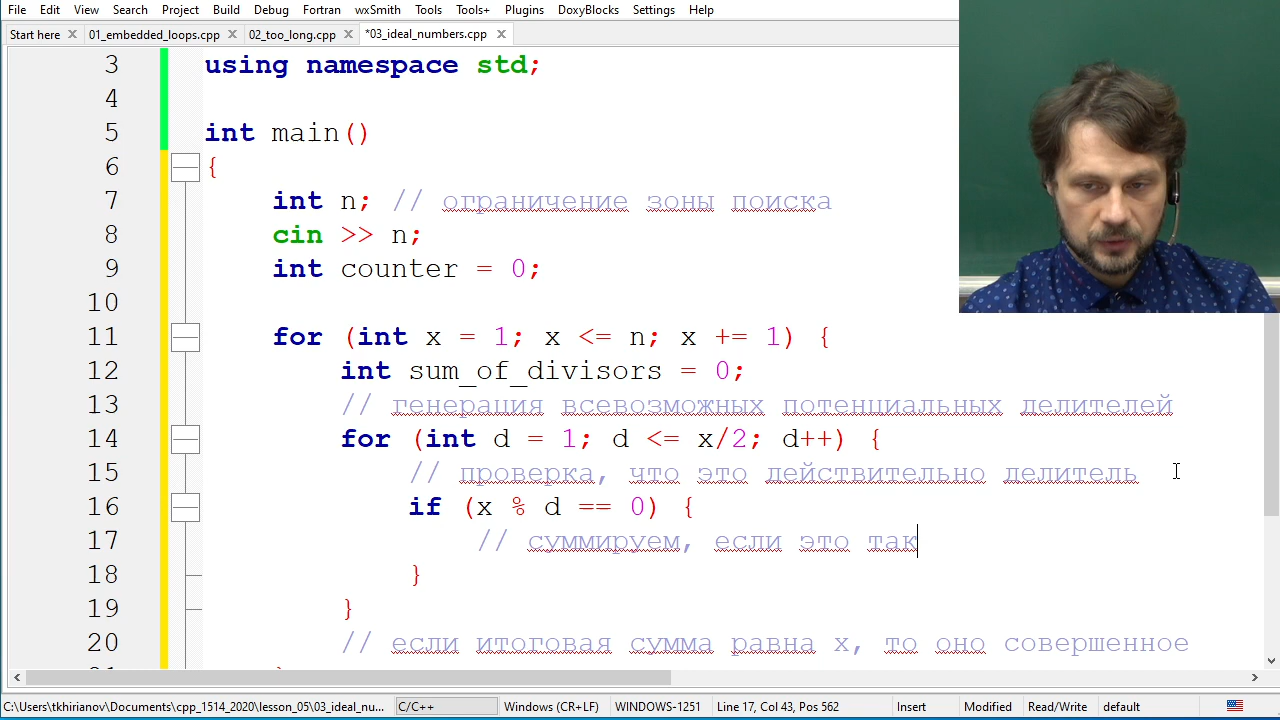 File Edit View Search Project Build Debug Fortran wxSmith Tools Tools+ Plugins DoxyBlocks Settings Help
Start here 01_embedded_loops.cpp 02_too_long.cpp *03_ideal_numbers.cpp
3 using namespace std;
4
5 int main()
6 {
7 int n; // ограничение зоны поиска
8 cin >> n;
9 int counter = 0;
10
11 for (int x = 1; x <= n; x += 1) {
12 int sum_of_divisors = 0;
13 // генерация всевозможных потенциальных делителей
14 for (int d = 1; d <= x/2; d++) {
15 // проверка, что это действительно делитель
16 if (x % d == 0) {
17 // суммируем, если это так
18 }
19 }
20 // если итоговая сумма равна x, то оно совершенное
C:\Users\tkhirianov\Documents\cpp_1514_2020\lesson_05\03_ideal_nu... C/C++ Windows (CR+LF) WINDOWS-1251 Line 17, Col 43, Pos 562 Insert Modified Read/Write default